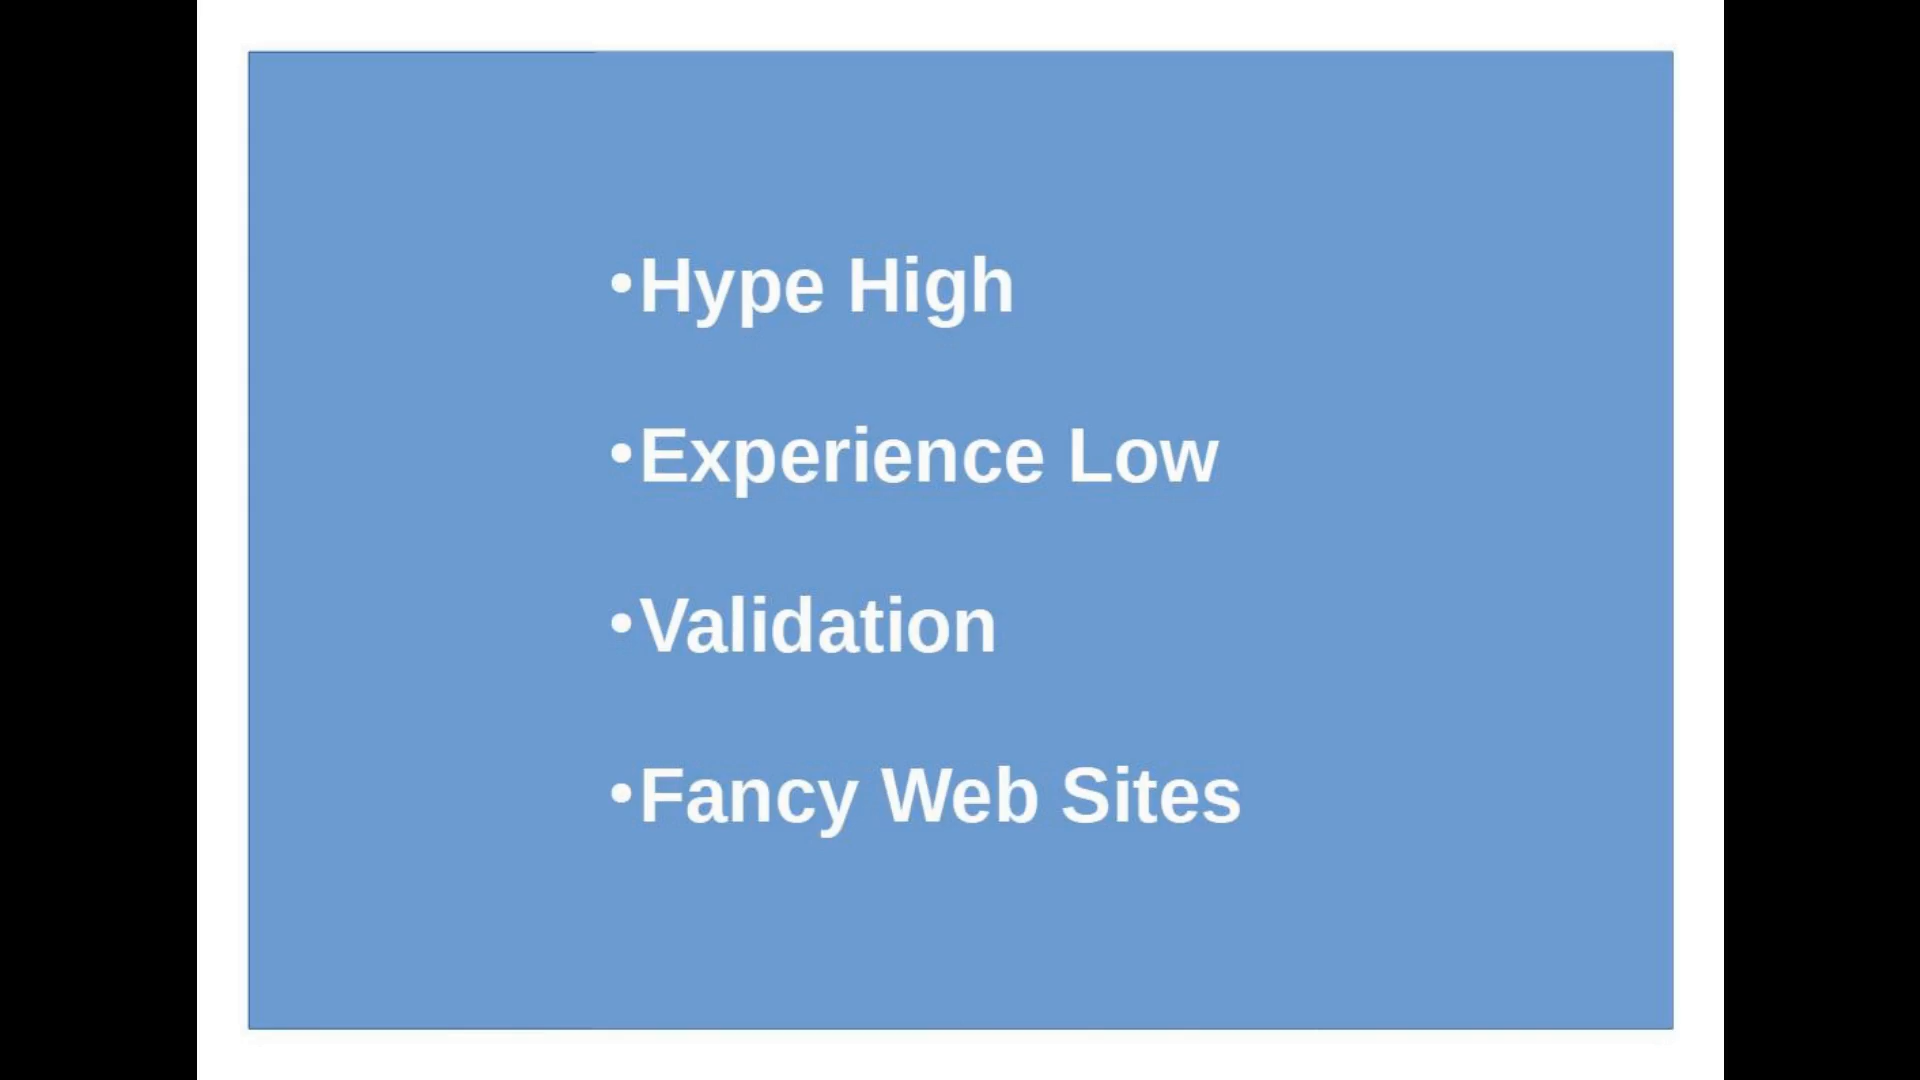 •Hype High
•Experience Low
•Validation
•Fancy Web Sites